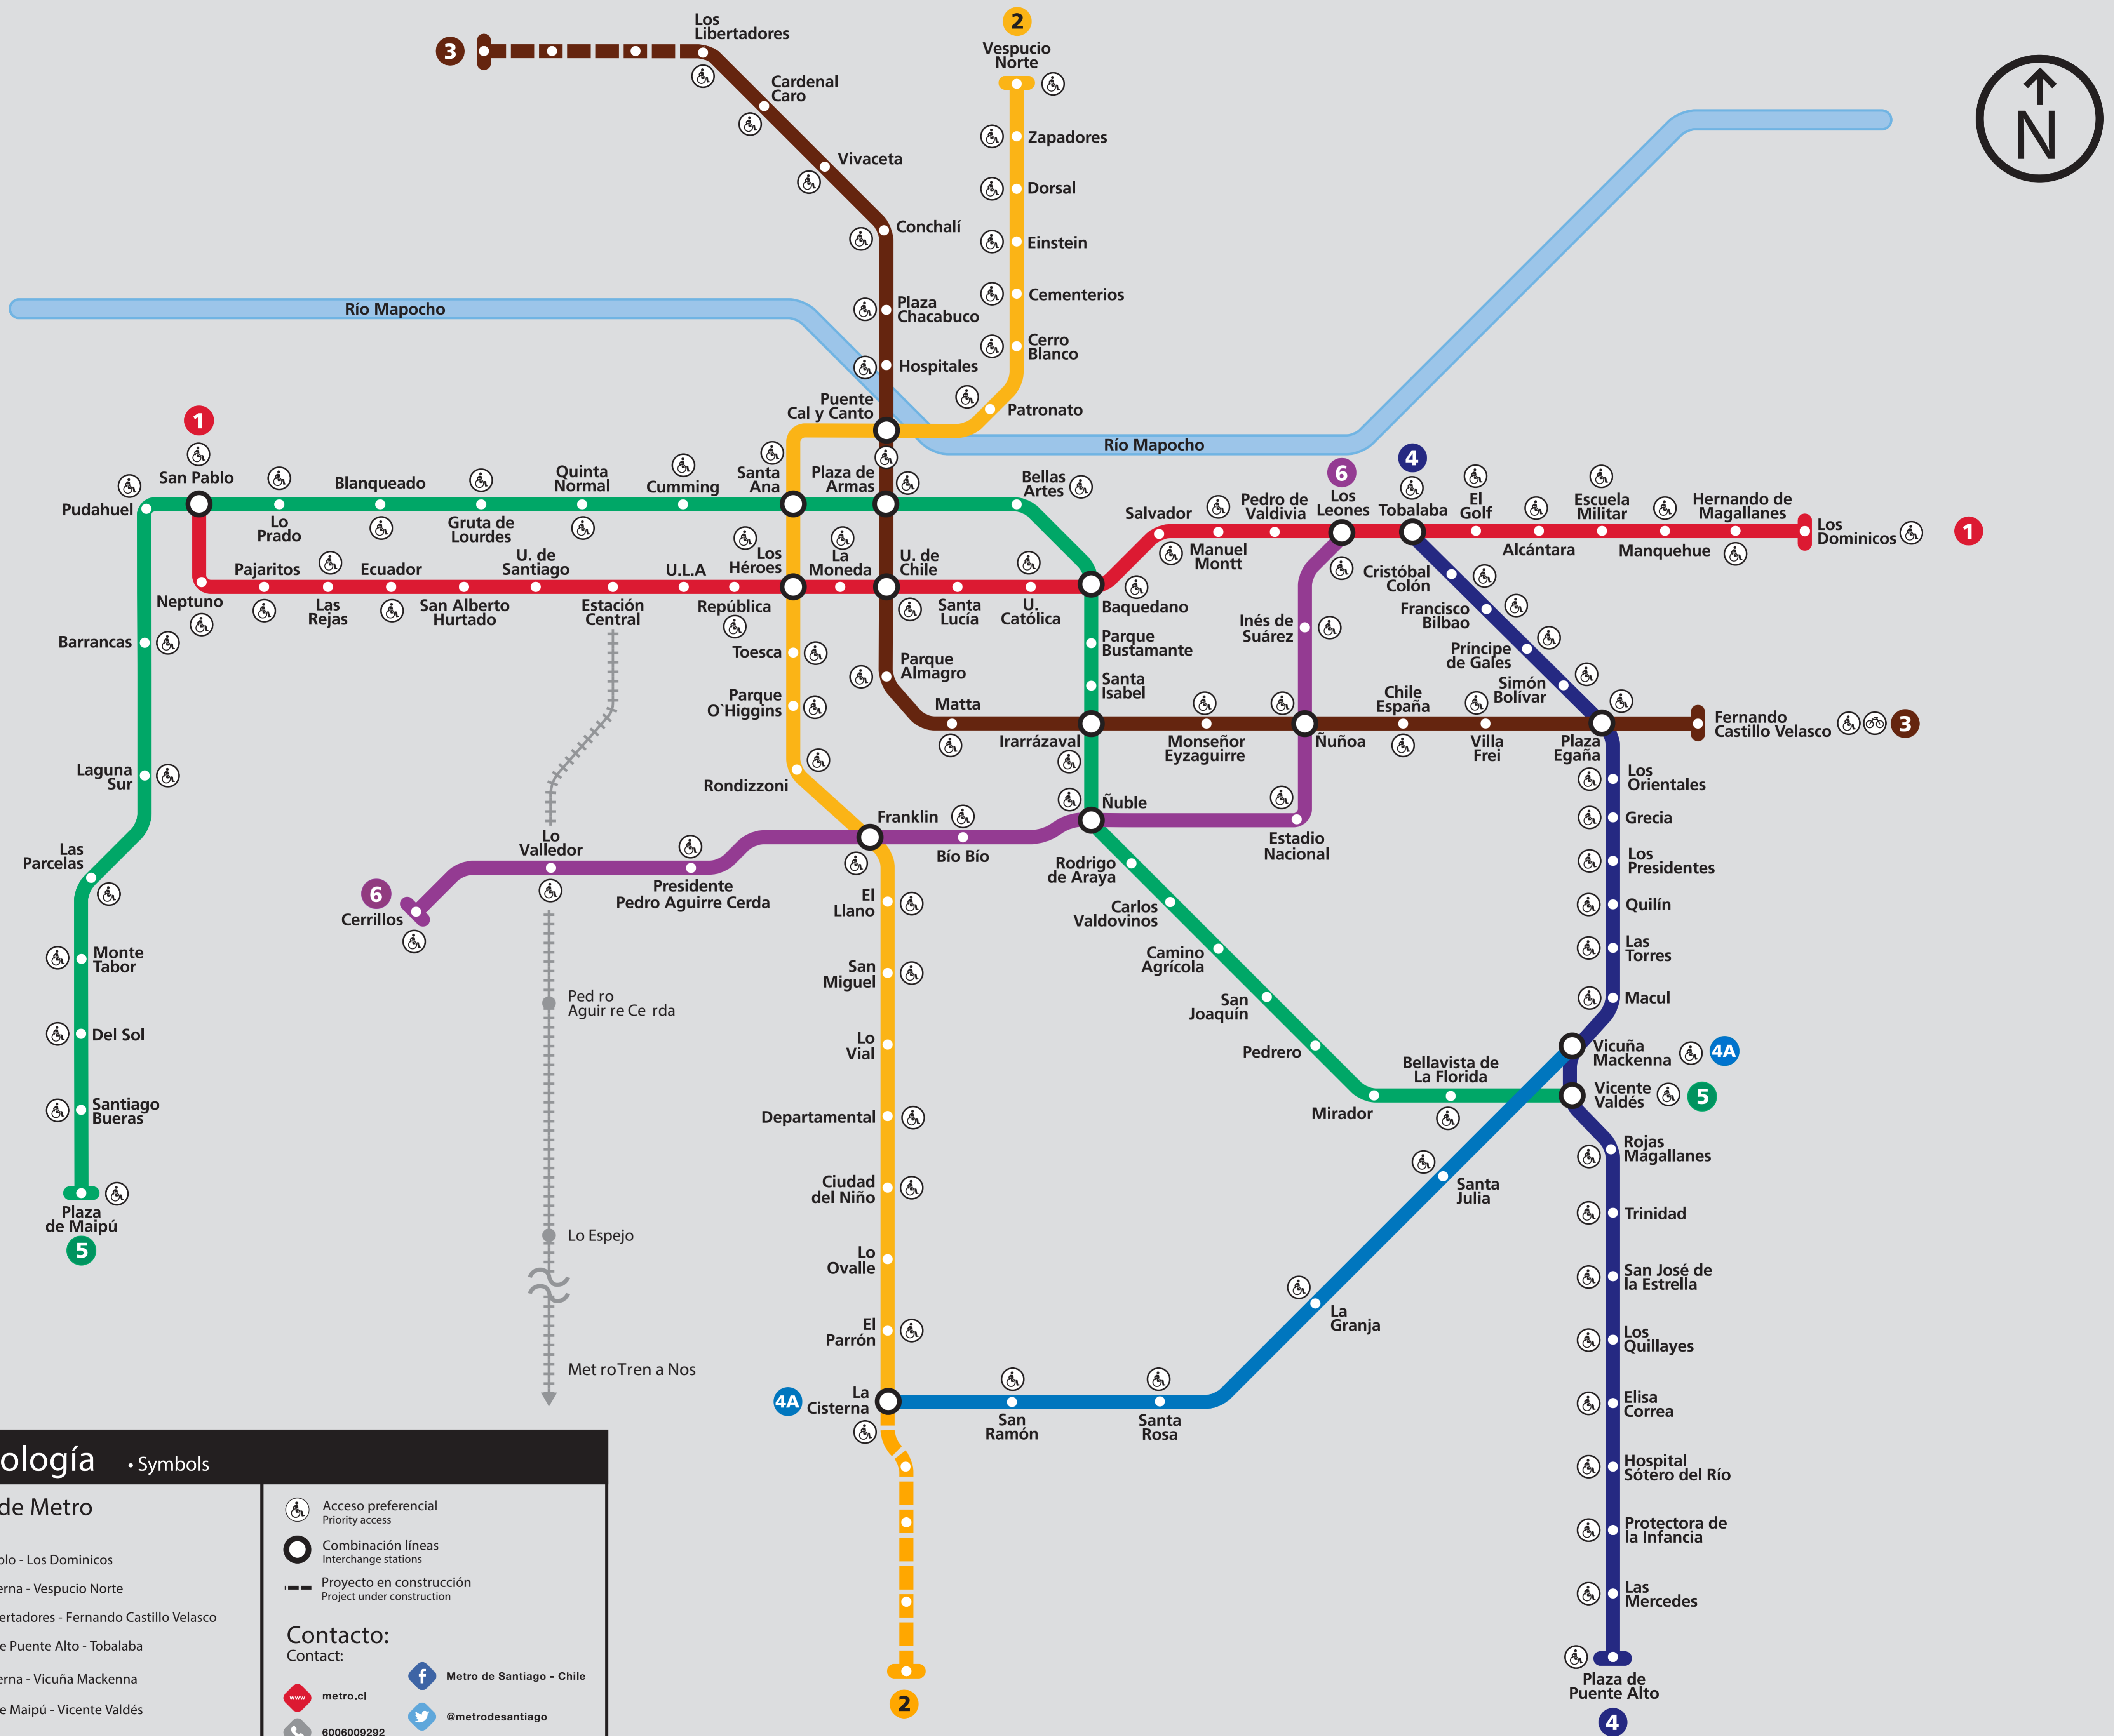 3
Los
Libertadores
Cardenal
Caro
Vivaceta
Conchalí
Plaza
Chacabuco
Hospitales
Puente
Cal y Canto
2
Vespucio
Norte
Zapadores
Dorsal
Einstein
Cementerios
Cerro
Blanco
Patronato
N
Río Mapocho
Río Mapocho
1
San Pablo
Pudahuel
Lo
Prado
Blanqueado
Gruta de
Lourdes
Quinta
Normal
Cumming
Santa
Ana
Plaza de
Armas
Bellas
Artes
Neptuno
Pajaritos
Las
Rejas
Ecuador
San Alberto
Hurtado
U. de
Santiago
Estación
Central
U.L.A
República
Los
Héroes
La
Moneda
U. de
Chile
Santa
Lucía
U.
Católica
Baquedano
Salvador
Manuel
Montt
Pedro de
Valdivia
6
Los
Leones
4
Tobalaba
El
Golf
Alcántara
Escuela
Militar
Manquehue
Hernando de
Magallanes
Los
Dominicos
1
Cristóbal
Colón
Francisco
Bilbao
Príncipe
de Gales
Simón
Bolívar
Inés de
Suárez
Parque
Bustamante
Santa
Isabel
Toesca
Parque
O`Higgins
Rondizzoni
Parque
Almagro
Matta
Irarrázaval
Monseñor
Eyzaguirre
Ñuñoa
Chile
España
Villa
Frei
Plaza
Egaña
Fernando
Castillo Velasco
3
Barrancas
Laguna
Sur
Las
Parcelas
Monte
Tabor
Del Sol
Santiago
Bueras
Plaza
de Maipú
5
6
Cerrillos
Lo
Valledor
Presidente
Pedro Aguirre Cerda
Franklin
Bío Bío
Ñuble
Estadio
Nacional
Ped ro
Aguir re Ce rda
Lo Espejo
Met roTren a Nos
El
Llano
San
Miguel
Lo
Vial
Departamental
Ciudad
del Niño
Lo
Ovalle
El
Parrón
4A
La
Cisterna
San
Ramón
Santa
Rosa
La
Granja
Santa
Julia
2
Rodrigo
de Araya
Carlos
Valdovinos
Camino
Agrícola
San
Joaquín
Pedrero
Mirador
Bellavista de
La Florida
Los
Orientales
Grecia
Los
Presidentes
Quilín
Las
Torres
Macul
Vicuña
Mackenna
4A
Vicente
Valdés
5
Rojas
Magallanes
Trinidad
San José de
la Estrella
Los
Quillayes
Elisa
Correa
Hospital
Sótero del Río
Protectora de
la Infancia
Las
Mercedes
Plaza de
Puente Alto
4
ología • Symbols
de Metro
blo - Los Dominicos
erna - Vespucio Norte
ertadores - Fernando Castillo Velasco
e Puente Alto - Tobalaba
erna - Vicuña Mackenna
e Maipú - Vicente Valdés
Acceso preferencial
Priority access
Combinación líneas
Interchange stations
Proyecto en construcción
Project under construction
Contacto:
Contact:
www metro.cl
6006009292
f Metro de Santiago - Chile
@metrodesantiago